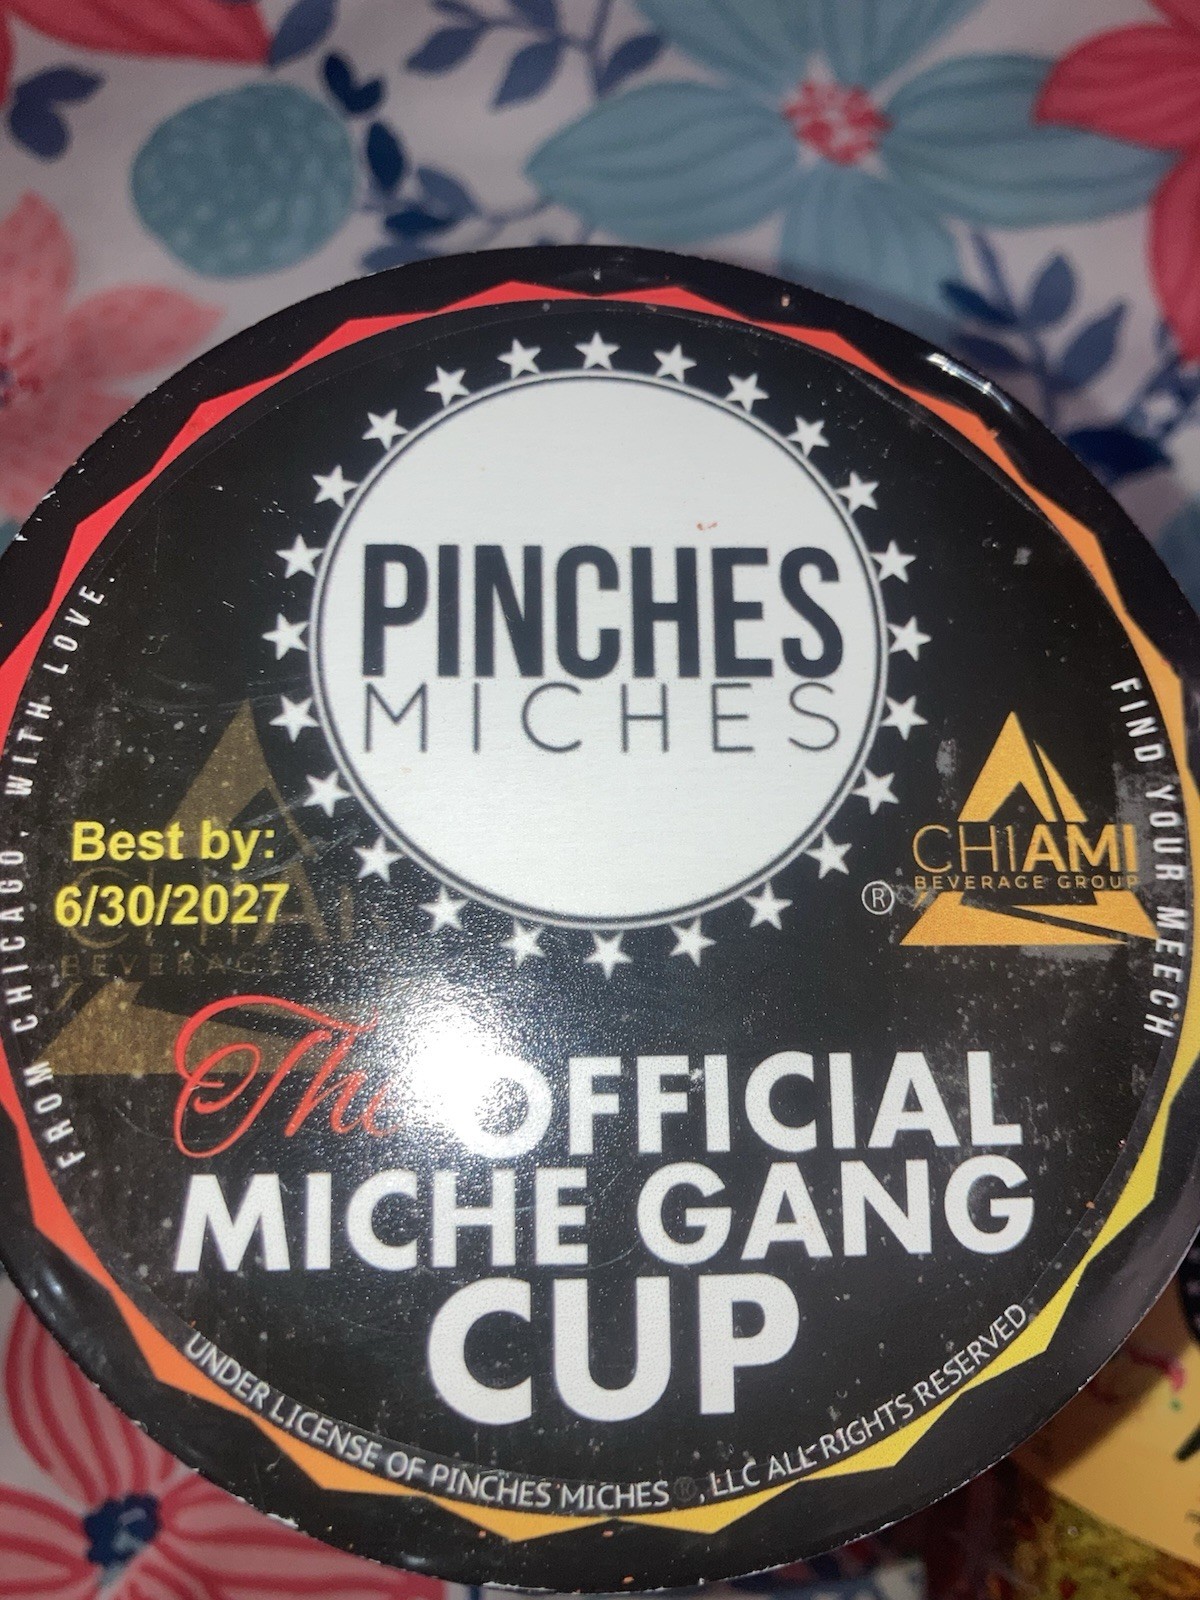 PINCHES
MICHES
FROM CHICAGO, WITH LOVE.
FIND YOUR MEECH
Best by:
6/30/2027
CHIAMI
BEVERAGE GROUP
®
BEVERAGE
The OFFICIAL
MICHE GANG
CUP
UNDER LICENSE OF PINCHES MICHES®, LLC ALL RIGHTS RESERVED